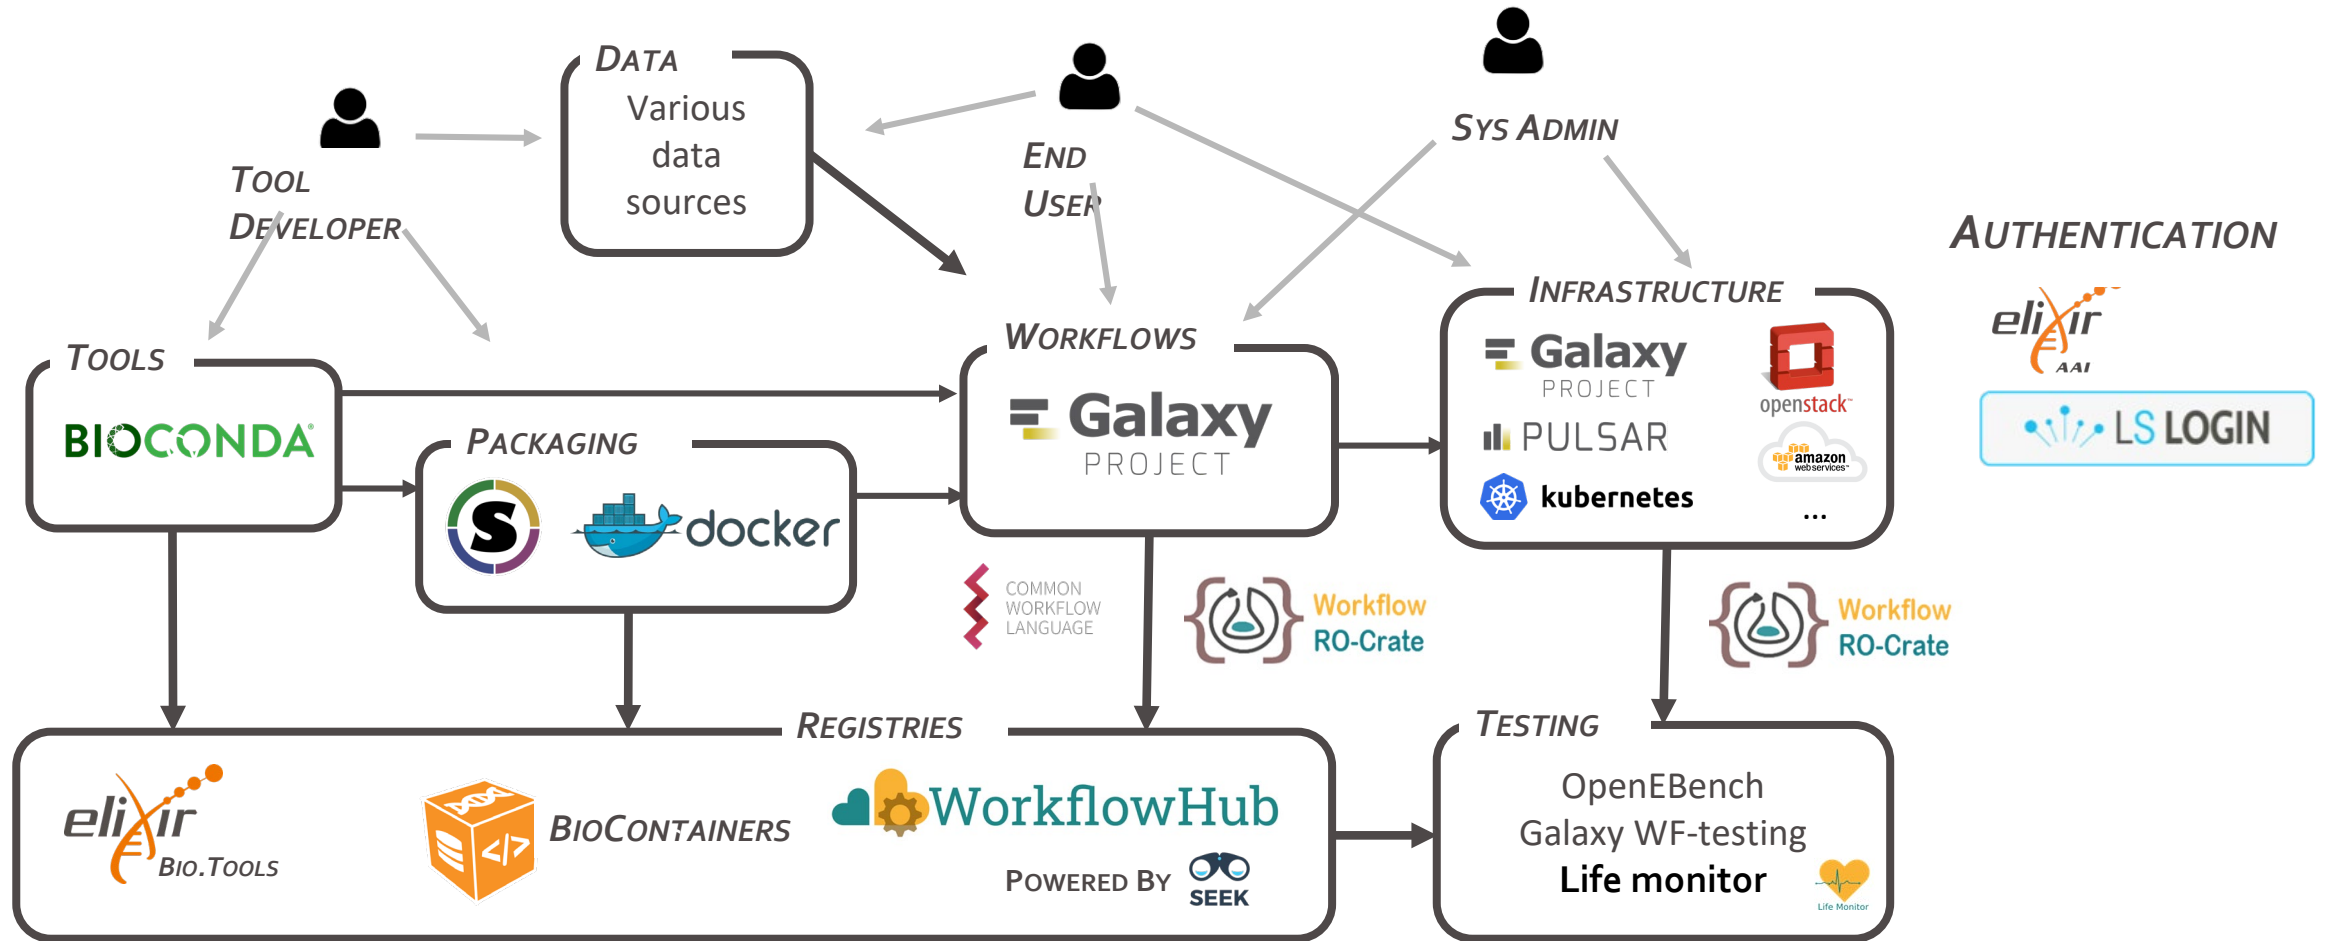 DATA
Various
data
sources
TOOL
DEVELOPER
END
USER
SYS ADMIN
AUTHENTICATION
elixir
AAI
LS LOGIN
TOOLS
BIOCONDA®
PACKAGING
S
docker
WORKFLOWS
Galaxy
PROJECT
INFRASTRUCTURE
Galaxy
PROJECT
openstack™
PULSAR
amazon
webservices™
kubernetes
...
COMMON
WORKFLOW
LANGUAGE
Workflow
RO-Crate
Workflow
RO-Crate
REGISTRIES
elixir
BIO.TOOLS
</>
BIOCONTAINERS
WorkflowHub
POWERED BY
SEEK
TESTING
OpenEBench
Galaxy WF-testing
Life monitor
Life Monitor